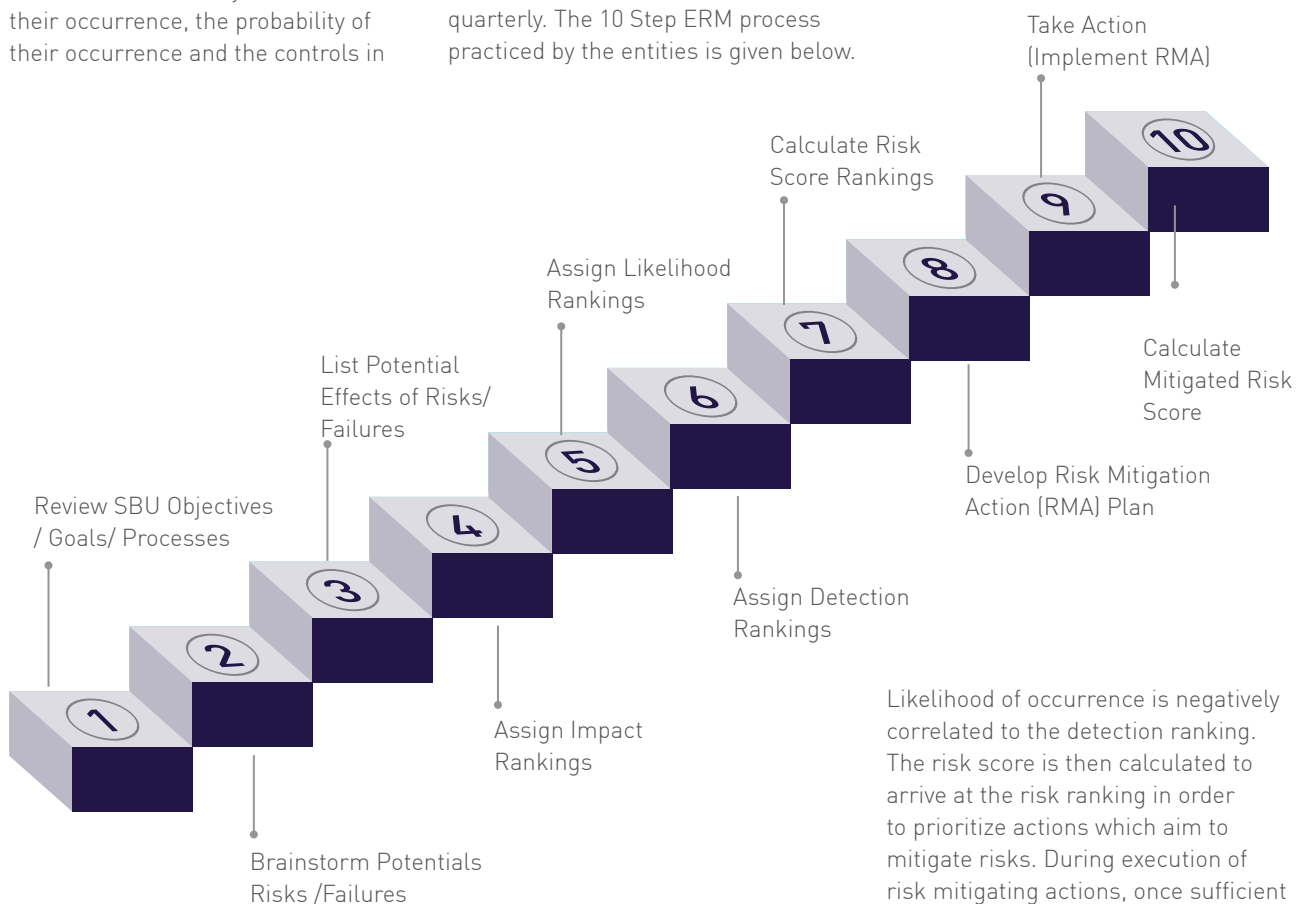 their occurrence, the probability of
their occurrence and the controls in
quarterly. The 10 Step ERM process
practiced by the entities is given below.
1
Review SBU Objectives
/ Goals/ Processes
2
Brainstorm Potentials
Risks /Failures
3
List Potential
Effects of Risks/
Failures
4
Assign Impact
Rankings
5
Assign Likelihood
Rankings
6
Assign Detection
Rankings
7
Calculate Risk
Score Rankings
8
Develop Risk Mitigation
Action (RMA) Plan
9
Take Action
(Implement RMA)
10
Calculate
Mitigated Risk
Score
Likelihood of occurrence is negatively
correlated to the detection ranking.
The risk score is then calculated to
arrive at the risk ranking in order
to prioritize actions which aim to
mitigate risks. During execution of
risk mitigating actions, once sufficient